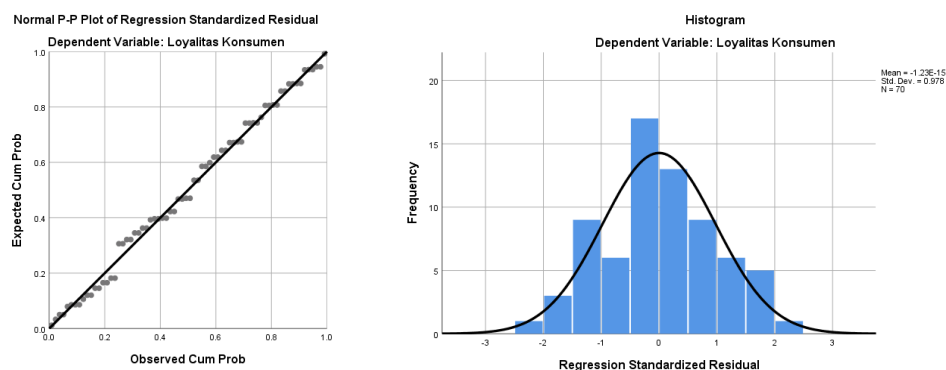 Normal P-P Plot of Regression Standardized Residual
Dependent Variable: Loyalitas Konsumen
1.0
0.8
0.6
0.4
0.2
0.0
0.0 0.2 0.4 0.6 0.8 1.0
Expected Cum Prob
Observed Cum Prob
Histogram
Dependent Variable: Loyalitas Konsumen
Mean = -1.23E-15
Std. Dev. = 0.978
N = 70
20
15
10
5
0
-3 -2 -1 0 1 2 3
Frequency
Regression Standardized Residual